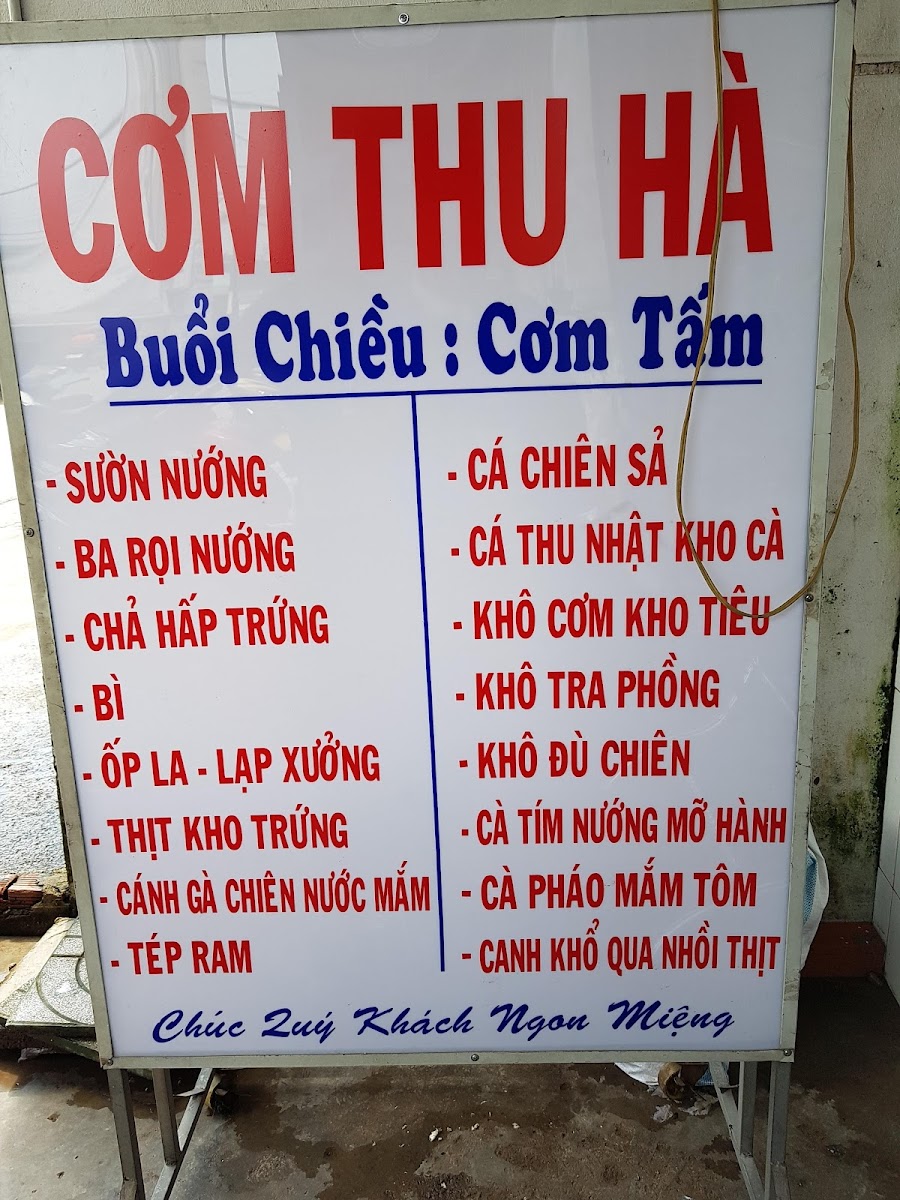 CƠM THU HÀ
Buổi Chiều : Cơm Tấm
- SƯỜN NƯỚNG
- BA RỌI NƯỚNG
- CHẢ HẤP TRỨNG
- BÌ
- ỐP LA - LẠP XƯỞNG
- THỊT KHO TRỨNG
- CÁNH GÀ CHIÊN NƯỚC MẮM
- TÉP RAM
- CÁ CHIÊN SẢ
- CÁ THU NHẬT KHO CÀ
- KHÔ CƠM KHO TIÊU
- KHÔ TRA PHỒNG
- KHÔ ĐÙ CHIÊN
- CÀ TÍM NƯỚNG MỠ HÀNH
- CÀ PHÁO MẮM TÔM
- CANH KHỔ QUA NHỒI THỊT
Chúc Quý Khách Ngon Miệng